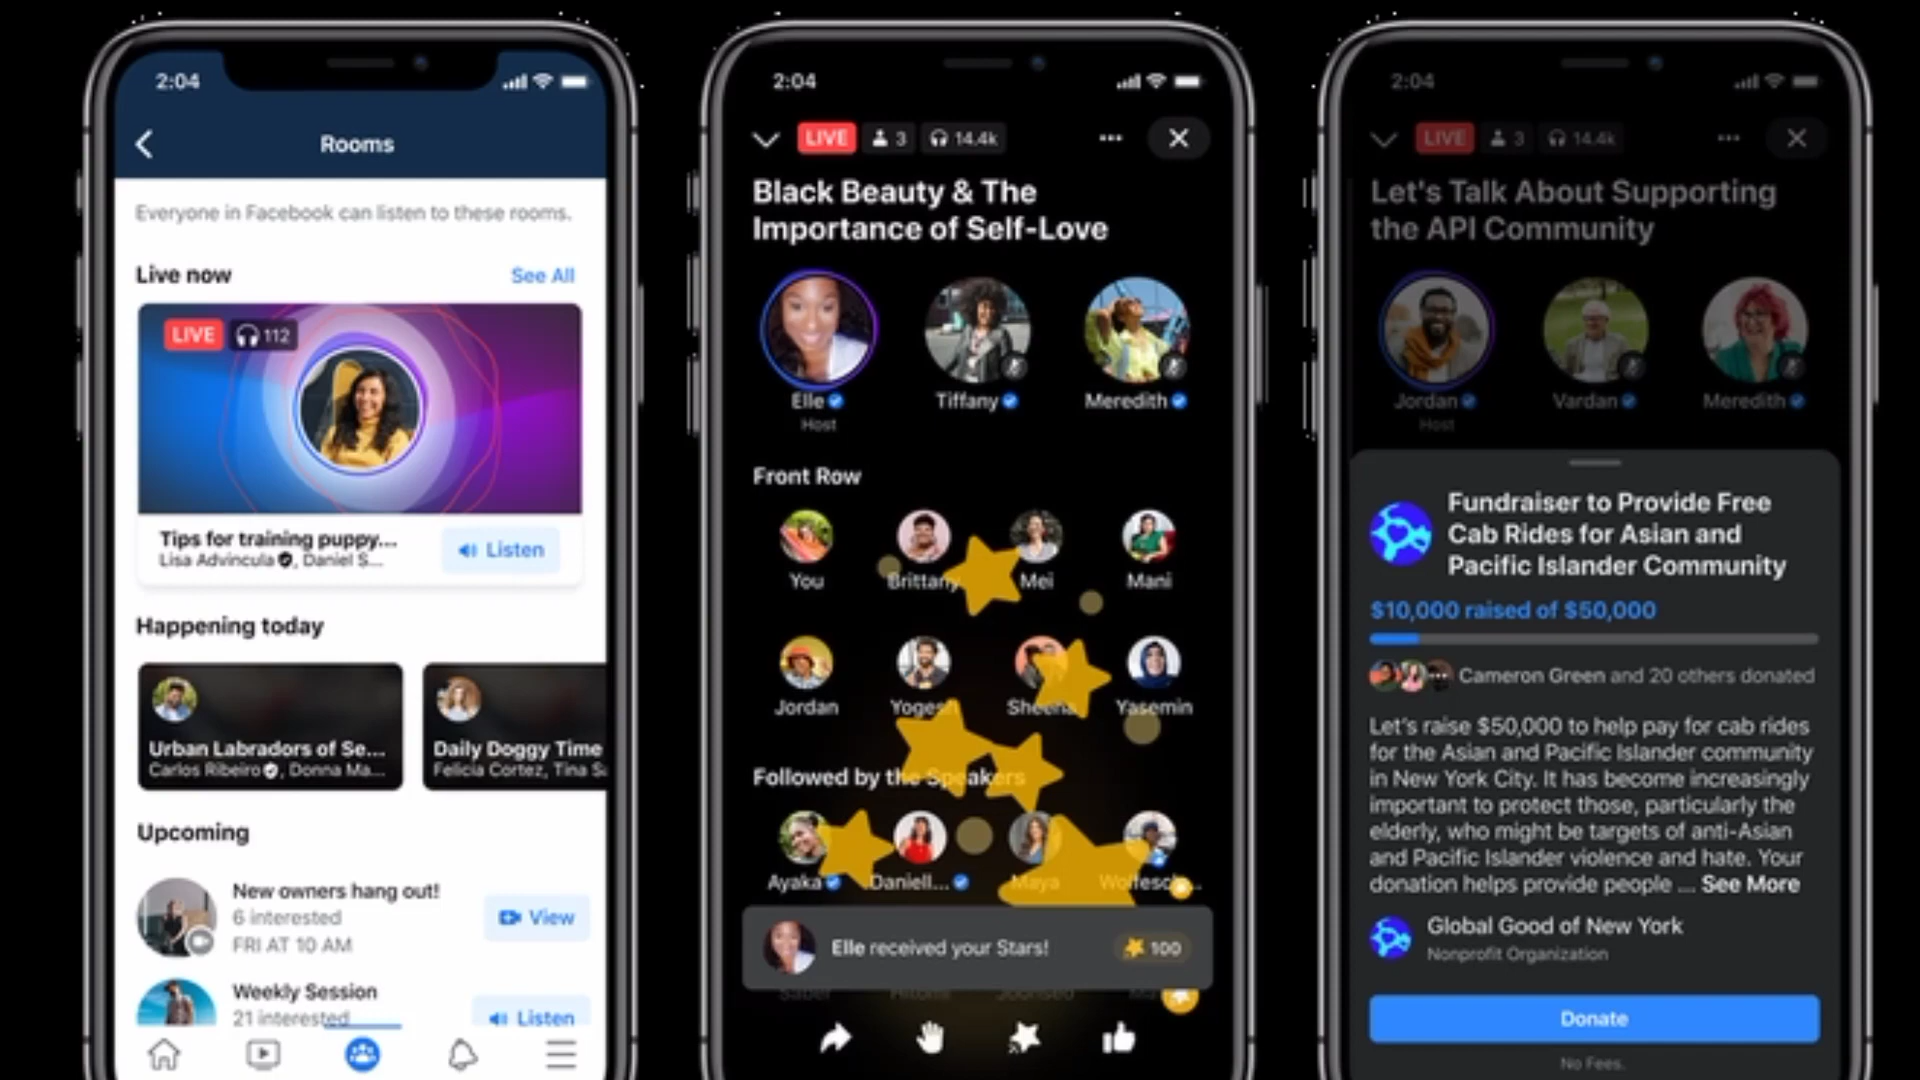 2:04
Rooms
Everyone in Facebook can listen to these rooms.
Live now
See All
LIVE
112
Tips for training puppy...
Lisa Advincula, Daniel S...
Listen
Happening today
Urban Labradors of Se...
Carlos Ribeiro, Donna Ma...
Daily Doggy Time
Felicia Cortez, Tina Sa
Upcoming
New owners hang out!
6 interested
FRI AT 10 AM
View
Weekly Session
21 interested
Listen
2:04
LIVE 3 14.4k
Black Beauty & The
Importance of Self-Love
Elle Tiffany Meredith
Host
Front Row
You Brittany Mei Mani
Jordan Yogesh Sheena Yasemin
Followed by the Speakers
Ayaka Daniell... Maya Wolfesch...
Elle received your Stars!
100
2:04
LIVE 3 14.4k
Let's Talk About Supporting
the API Community
Jordan Vardan Meredith
Host
Fundraiser to Provide Free
Cab Rides for Asian and
Pacific Islander Community
$10,000 raised of $50,000
Cameron Green and 20 others donated
Let's raise $50,000 to help pay for cab rides
for the Asian and Pacific Islander community
in New York City. It has become increasingly
important to protect those, particularly the
elderly, who might be targets of anti-Asian
and Pacific Islander violence and hate. Your
donation helps provide people ... See More
Global Good of New York
Nonprofit Organization
Donate
No Fees.